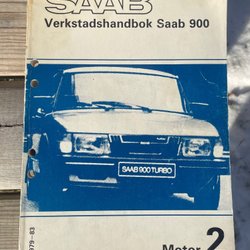 SAAB
Verkstadshandbok Saab 900
SAAB 900 TURBO
Motor 2